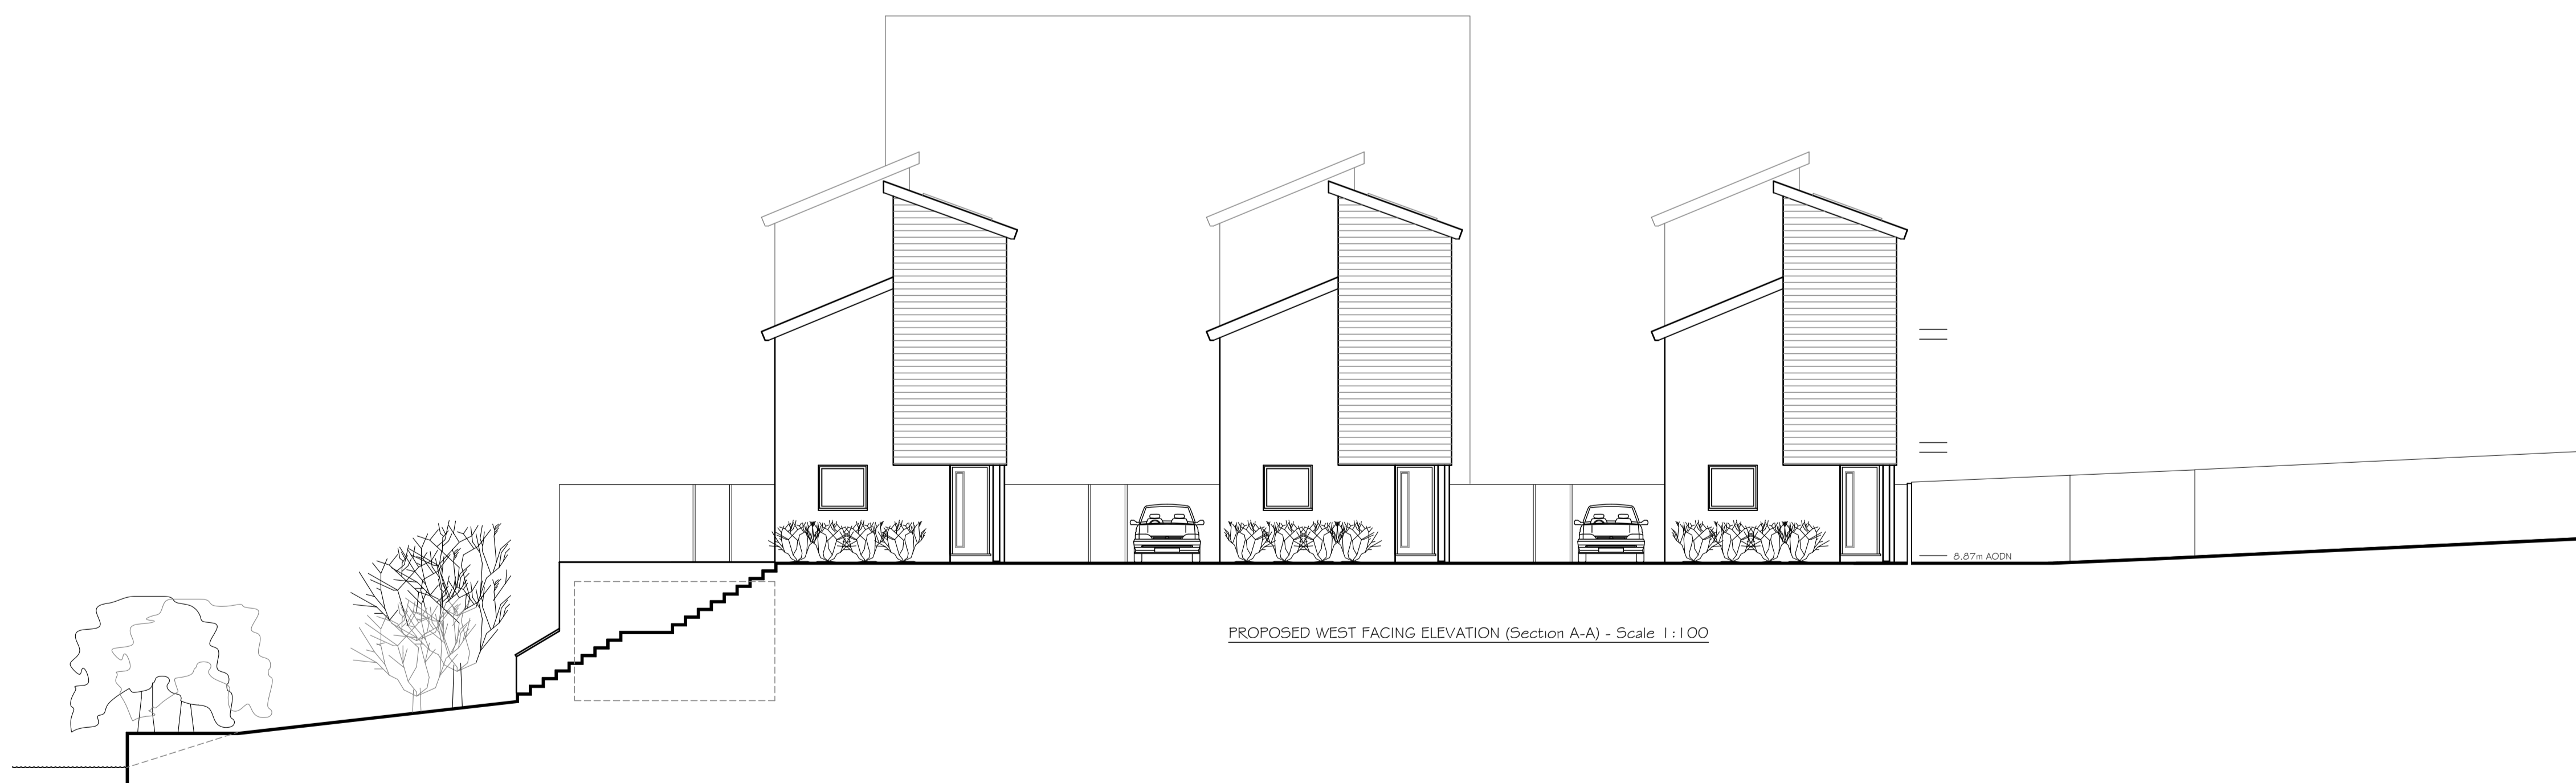 8.87m AODN
PROPOSED WEST FACING ELEVATION (Section A-A) - Scale 1:100